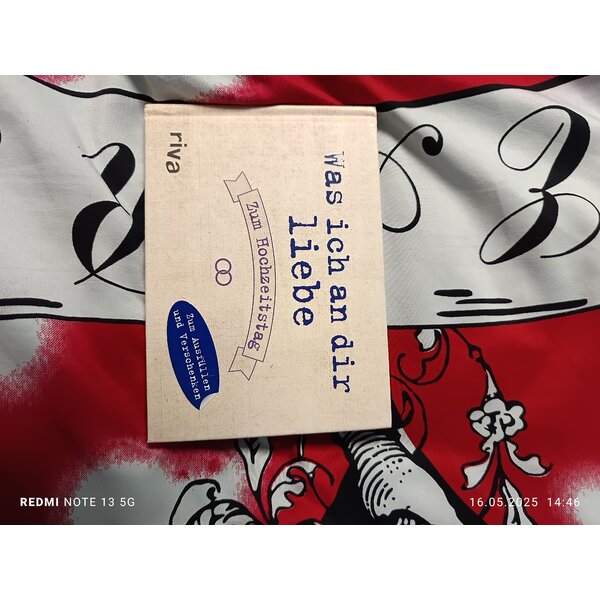 Was ich an dir
liebe
Zum Hochzeitstag
Zum Ausfüllen
und Verschenken
riva
REDMI NOTE 13 5G
16.05.2025 14:46